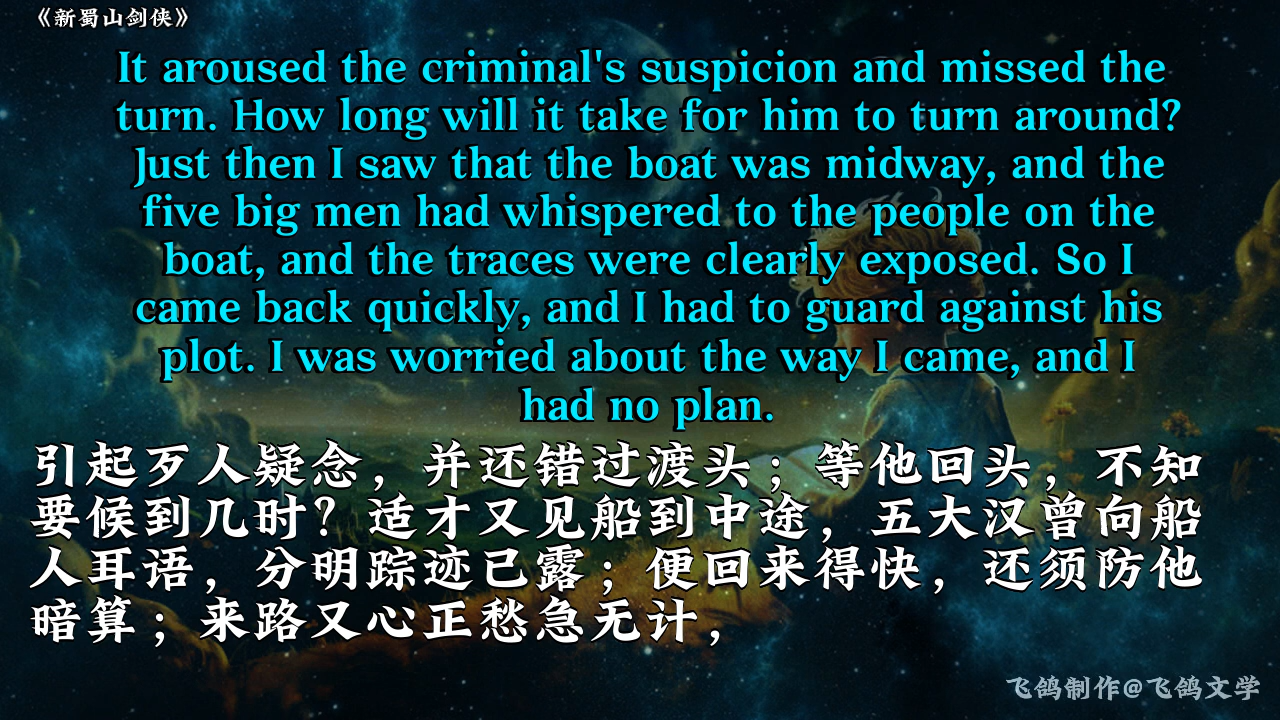 《新蜀山剑侠》
It aroused the criminal's suspicion and missed the
turn. How long will it take for him to turn around?
Just then I saw that the boat was midway, and the
five big men had whispered to the people on the
boat, and the traces were clearly exposed. So I
came back quickly, and I had to guard against his
plot. I was worried about the way I came, and I
had no plan.
引起歹人疑念，并还错过渡头；等他回头，不知
要候到几时？适才又见船到中途，五大汉曾向船
人耳语，分明踪迹已露；便回来得快，还须防他
暗算；来路又心正愁急无计，
飞鸽制作@飞鸽文学